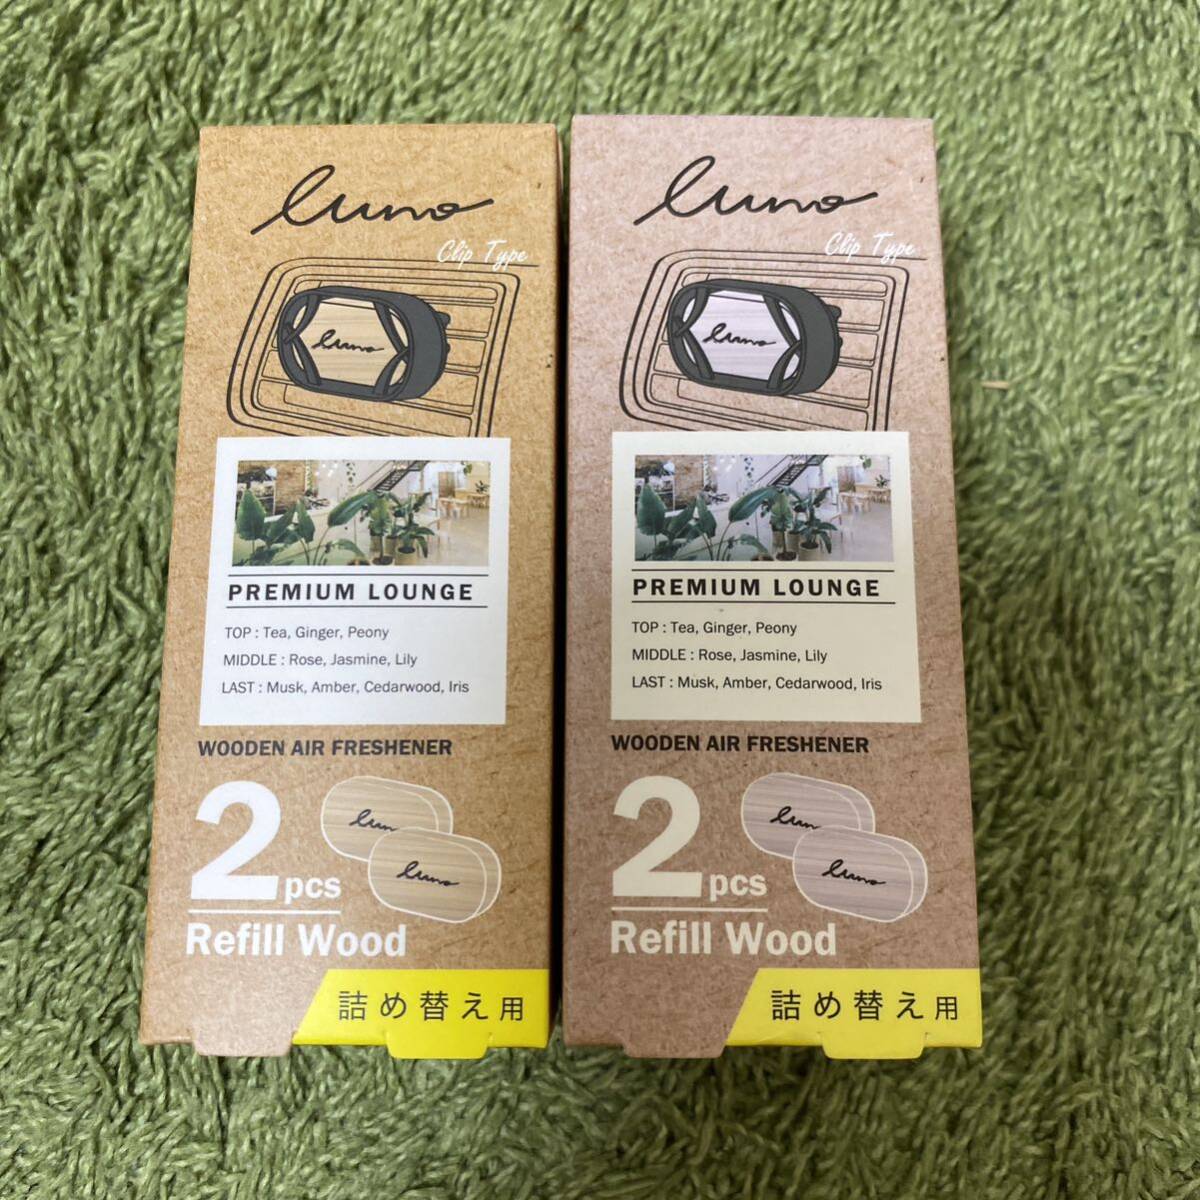 luno
Clip Type
luno
PREMIUM LOUNGE
TOP : Tea, Ginger, Peony
MIDDLE : Rose, Jasmine, Lily
LAST : Musk, Amber, Cedarwood, Iris
WOODEN AIR FRESHENER
2pcs
luno
luno
Refill Wood
詰め替え用
luno
Clip Type
luno
PREMIUM LOUNGE
TOP : Tea, Ginger, Peony
MIDDLE : Rose, Jasmine, Lily
LAST : Musk, Amber, Cedarwood, Iris
WOODEN AIR FRESHENER
2pcs
luno
luno
Refill Wood
詰め替え用